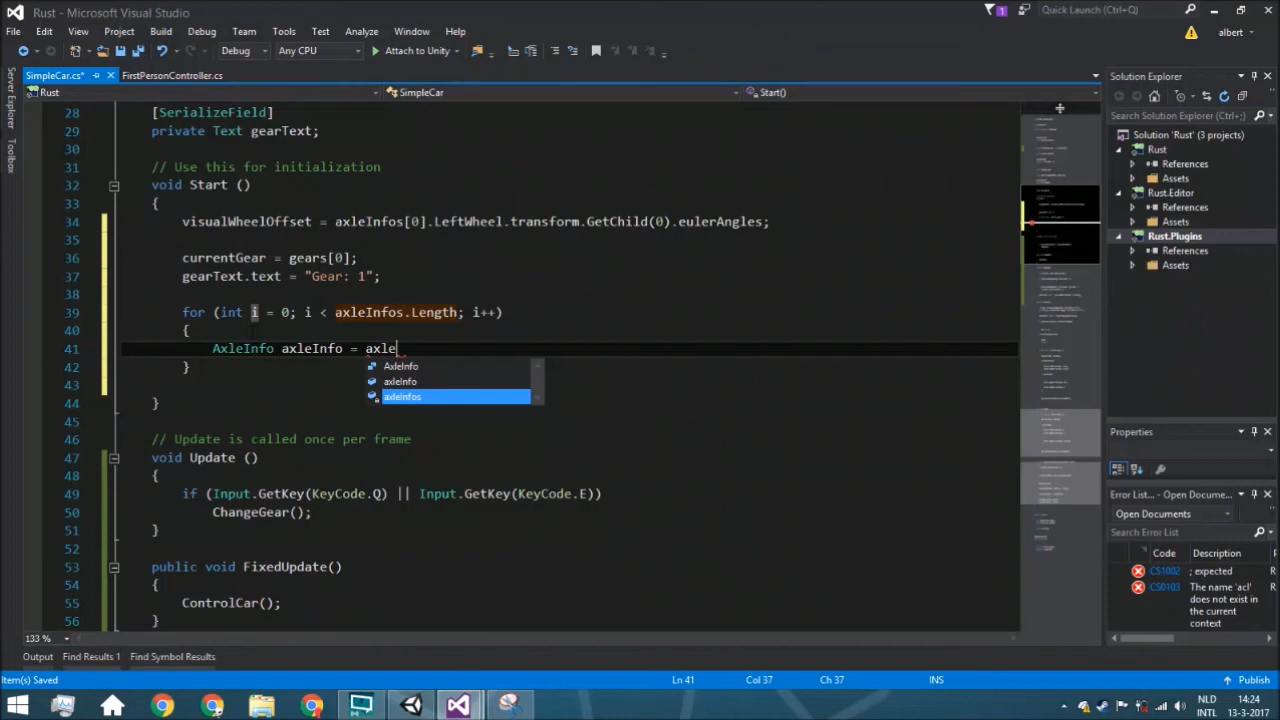 Rust - Microsoft Visual Studio
1
Quick Launch (Ctrl+Q)
File Edit View Project Build Debug Team Tools Test Analyze Window Help
albert
Debug Any CPU Attach to Unity
Server Explorer
Toolbox
SimpleCar.cs* FirstPersonController.cs
Rust SimpleCar Start()
28 [SerializeField]
29 private Text gearText;
30
31 // Use this for initialization
32 void Start ()
33 {
34 visualWheelOffset = axleInfos[0].leftWheel.transform.GetChild(0).eulerAngles;
35
36 currentGear = gears[0];
37 gearText.text = "Gear: 1";
38
39 for (int i = 0; i < axleInfos.Length; i++)
40 {
41 AxleInfo axleInfo = axle
AxleInfo
axleInfo
axleInfos
42 }
43
44 }
45
46 // Update is called once per frame
47 void Update ()
48 {
49 if (Input.GetKey(KeyCode.Q) || Input.GetKey(KeyCode.E))
50 ChangeGear();
51 }
52
53 public void FixedUpdate()
54 {
55 ControlCar();
56 }
133 %
Solution Explorer
Search Solution Explorer (Ctrl+;)
Solution 'Rust' (3 projects)
Rust
References
Assets
Rust.Editor
References
Assets
Rust.Plugins
References
Assets
Properties
Error List - Open Docume...
Open Documents
Search Error List
Code Description
CS1002 ; expected
CS0103 The name 'acl' does not exist in the current context
Output Find Results 1 Find Symbol Results
Item(s) Saved Ln 41 Col 37 Ch 37 INS Publish
NLD 14:24
INTL 13-3-2017